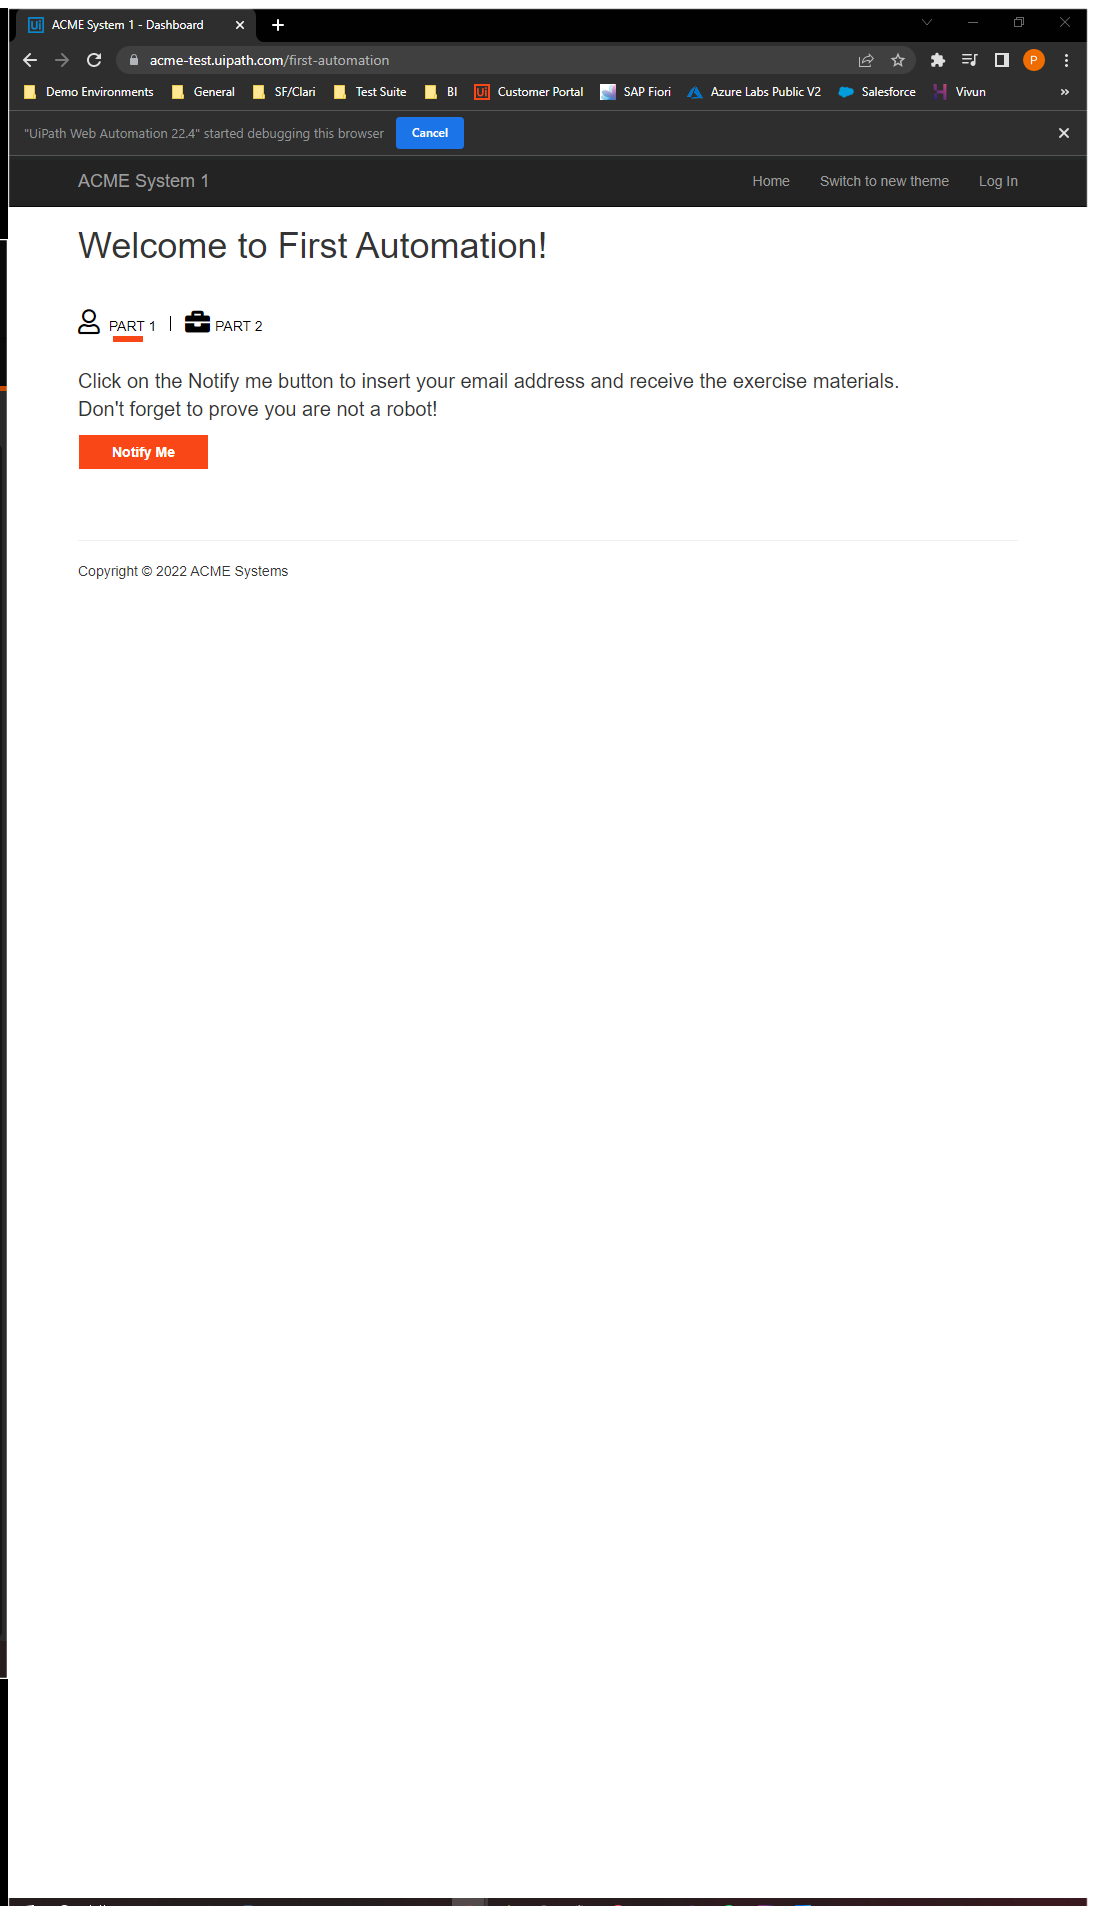 Ui ACME System 1 - Dashboard
acme-test.uipath.com/first-automation
P
Demo Environments General SF/Clari Test Suite BI Ui Customer Portal SAP Fiori Azure Labs Public V2 Salesforce Vivun »
"UiPath Web Automation 22.4" started debugging this browser Cancel
ACME System 1 Home Switch to new theme Log In
Welcome to First Automation!
PART 1 | PART 2
Click on the Notify me button to insert your email address and receive the exercise materials.
Don't forget to prove you are not a robot!
Notify Me
Copyright © 2022 ACME Systems